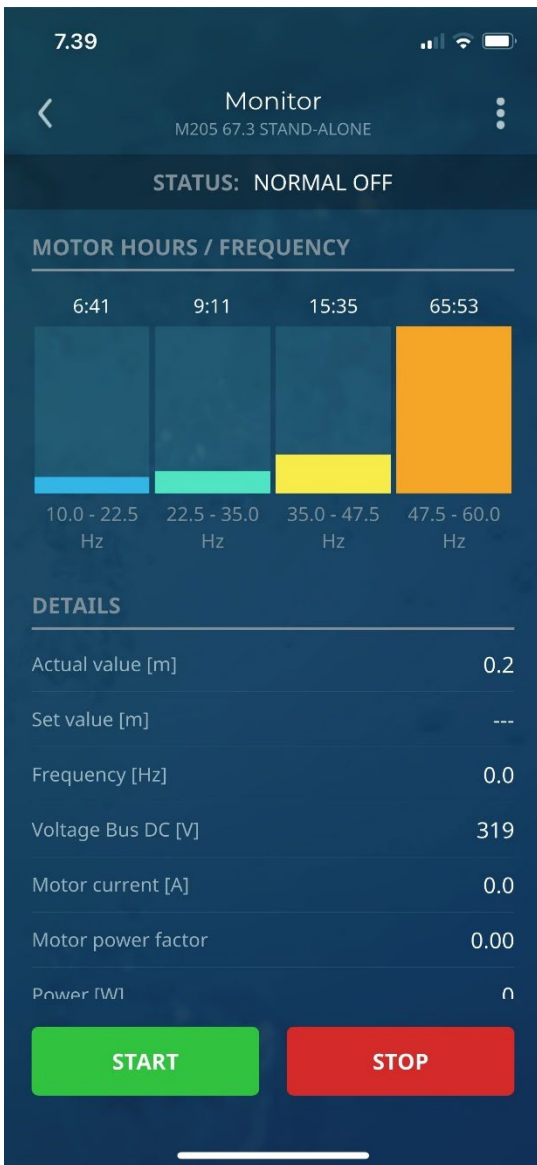 7.39
Monitor
M205 67.3 STAND-ALONE
STATUS: NORMAL OFF
MOTOR HOURS / FREQUENCY
6:41 9:11 15:35 65:53
10.0 - 22.5 22.5 - 35.0 35.0 - 47.5 47.5 - 60.0
Hz Hz Hz Hz
DETAILS
Actual value [m] 0.2
Set value [m] ---
Frequency [Hz] 0.0
Voltage Bus DC [V] 319
Motor current [A] 0.0
Motor power factor 0.00
Power [W] 0
START STOP